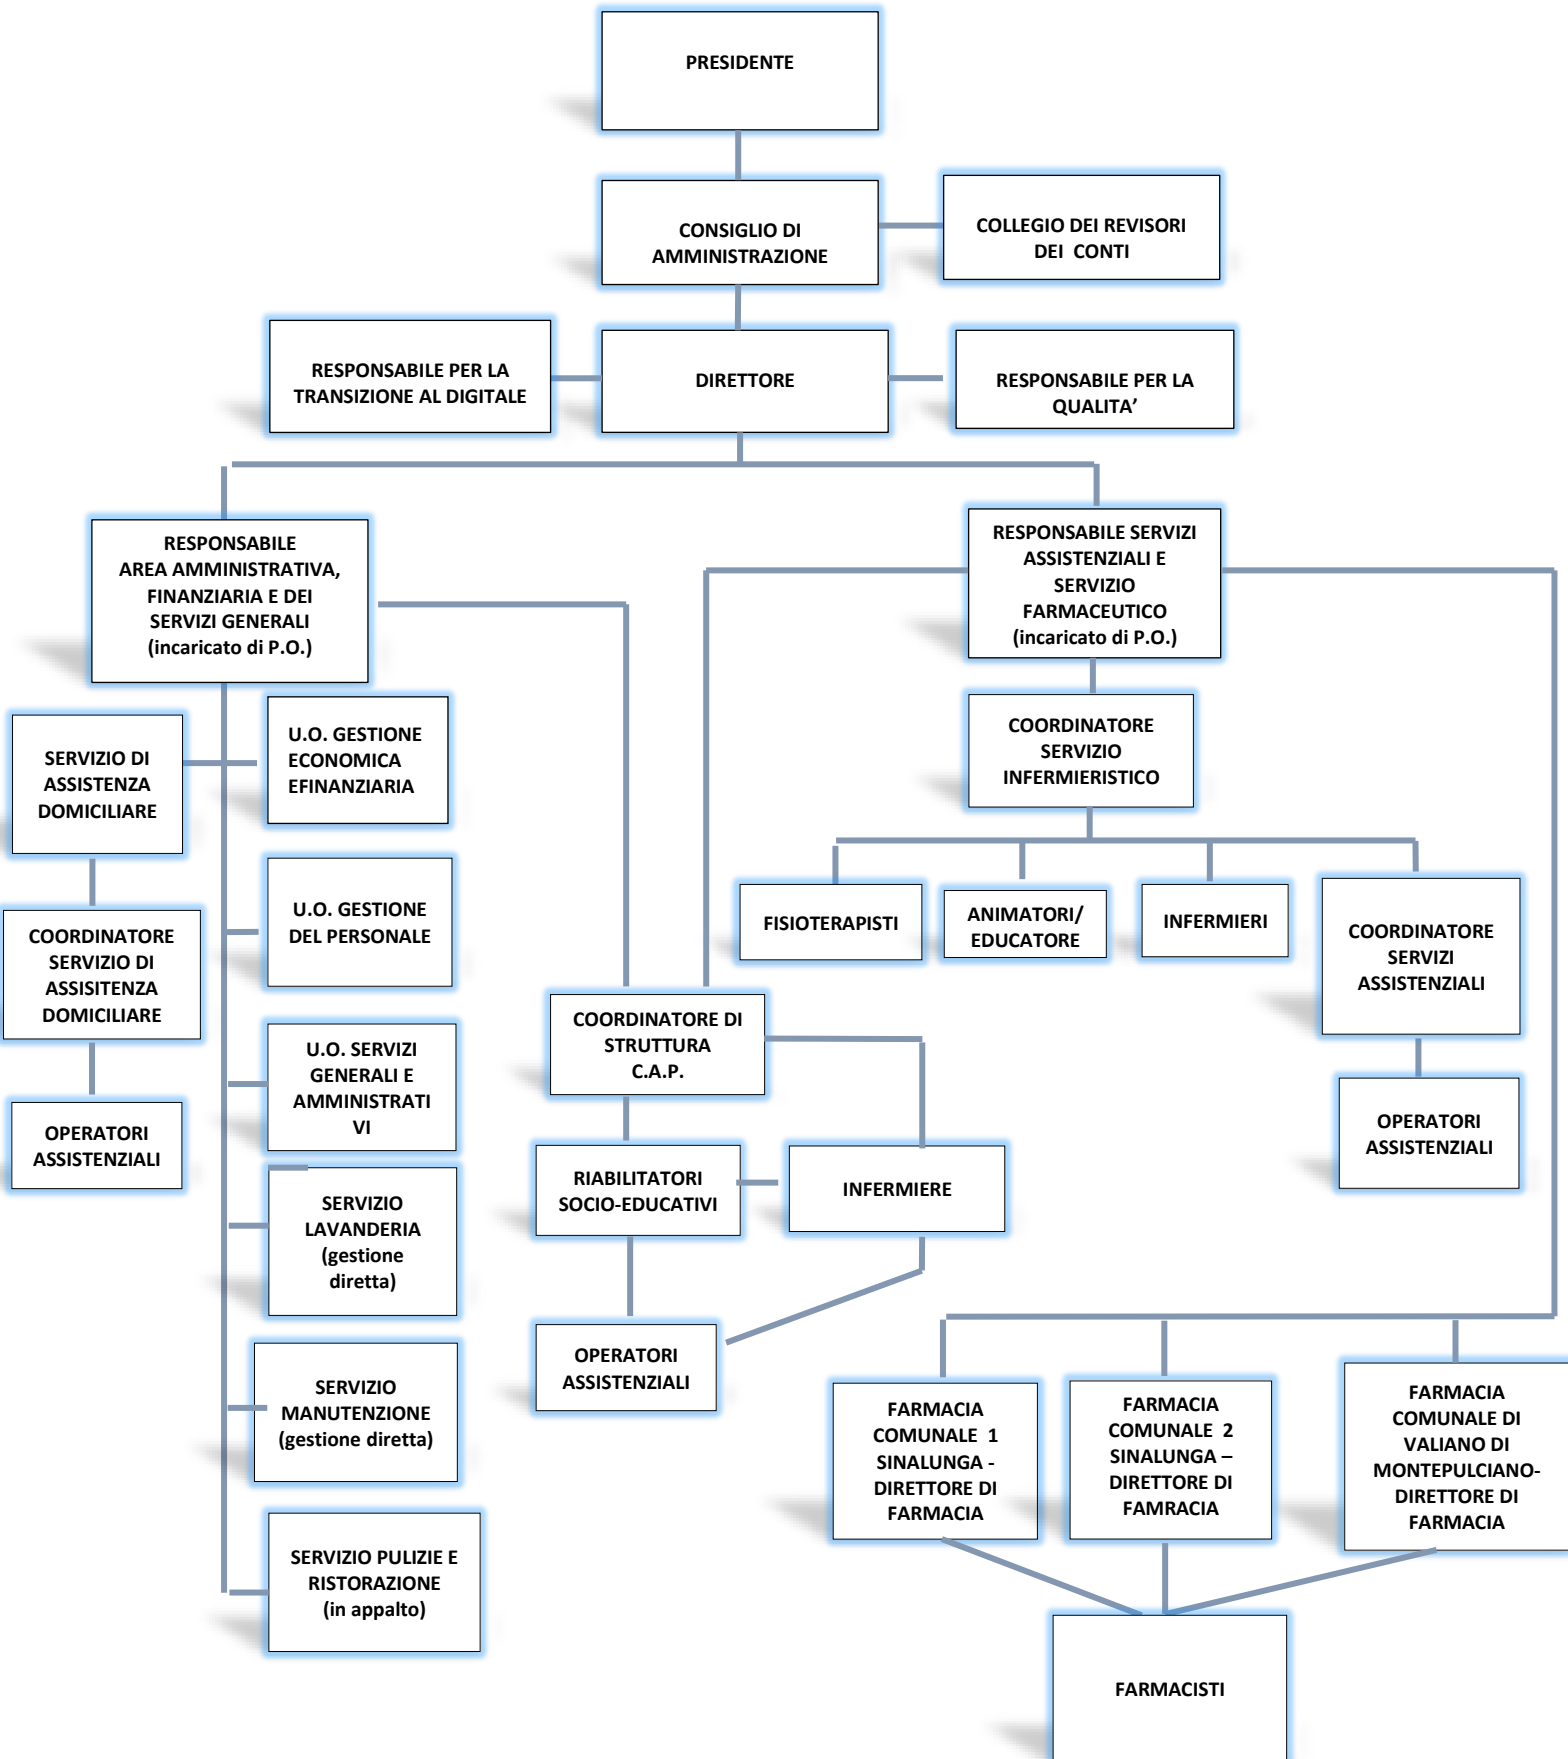 PRESIDENTE
CONSIGLIO DI
AMMINISTRAZIONE
COLLEGIO DEI REVISORI
DEI CONTI
RESPONSABILE PER LA
TRANSIZIONE AL DIGITALE
DIRETTORE
RESPONSABILE PER LA
QUALITA’
RESPONSABILE
AREA AMMINISTRATIVA,
FINANZIARIA E DEI
SERVIZI GENERALI
(incaricato di P.O.)
RESPONSABILE SERVIZI
ASSISTENZIALI E
SERVIZIO
FARMACEUTICO
(incaricato di P.O.)
SERVIZIO DI
ASSISTENZA
DOMICILIARE
U.O. GESTIONE
ECONOMICA
EFINANZIARIA
COORDINATORE
SERVIZIO
INFERMIERISTICO
COORDINATORE
SERVIZIO DI
ASSISITENZA
DOMICILIARE
U.O. GESTIONE
DEL PERSONALE
FISIOTERAPISTI
ANIMATORI/
EDUCATORE
INFERMIERI
COORDINATORE
SERVIZI
ASSISTENZIALI
OPERATORI
ASSISTENZIALI
U.O. SERVIZI
GENERALI E
AMMINISTRATI
VI
COORDINATORE DI
STRUTTURA
C.A.P.
OPERATORI
ASSISTENZIALI
SERVIZIO
LAVANDERIA
(gestione
diretta)
RIABILITATORI
SOCIO-EDUCATIVI
INFERMIERE
SERVIZIO
MANUTENZIONE
(gestione diretta)
OPERATORI
ASSISTENZIALI
FARMACIA
COMUNALE 1
SINALUNGA -
DIRETTORE DI
FARMACIA
FARMACIA
COMUNALE 2
SINALUNGA –
DIRETTORE DI
FAMRACIA
FARMACIA
COMUNALE DI
VALIANO DI
MONTEPULCIANO-
DIRETTORE DI
FARMACIA
SERVIZIO PULIZIE E
RISTORAZIONE
(in appalto)
FARMACISTI